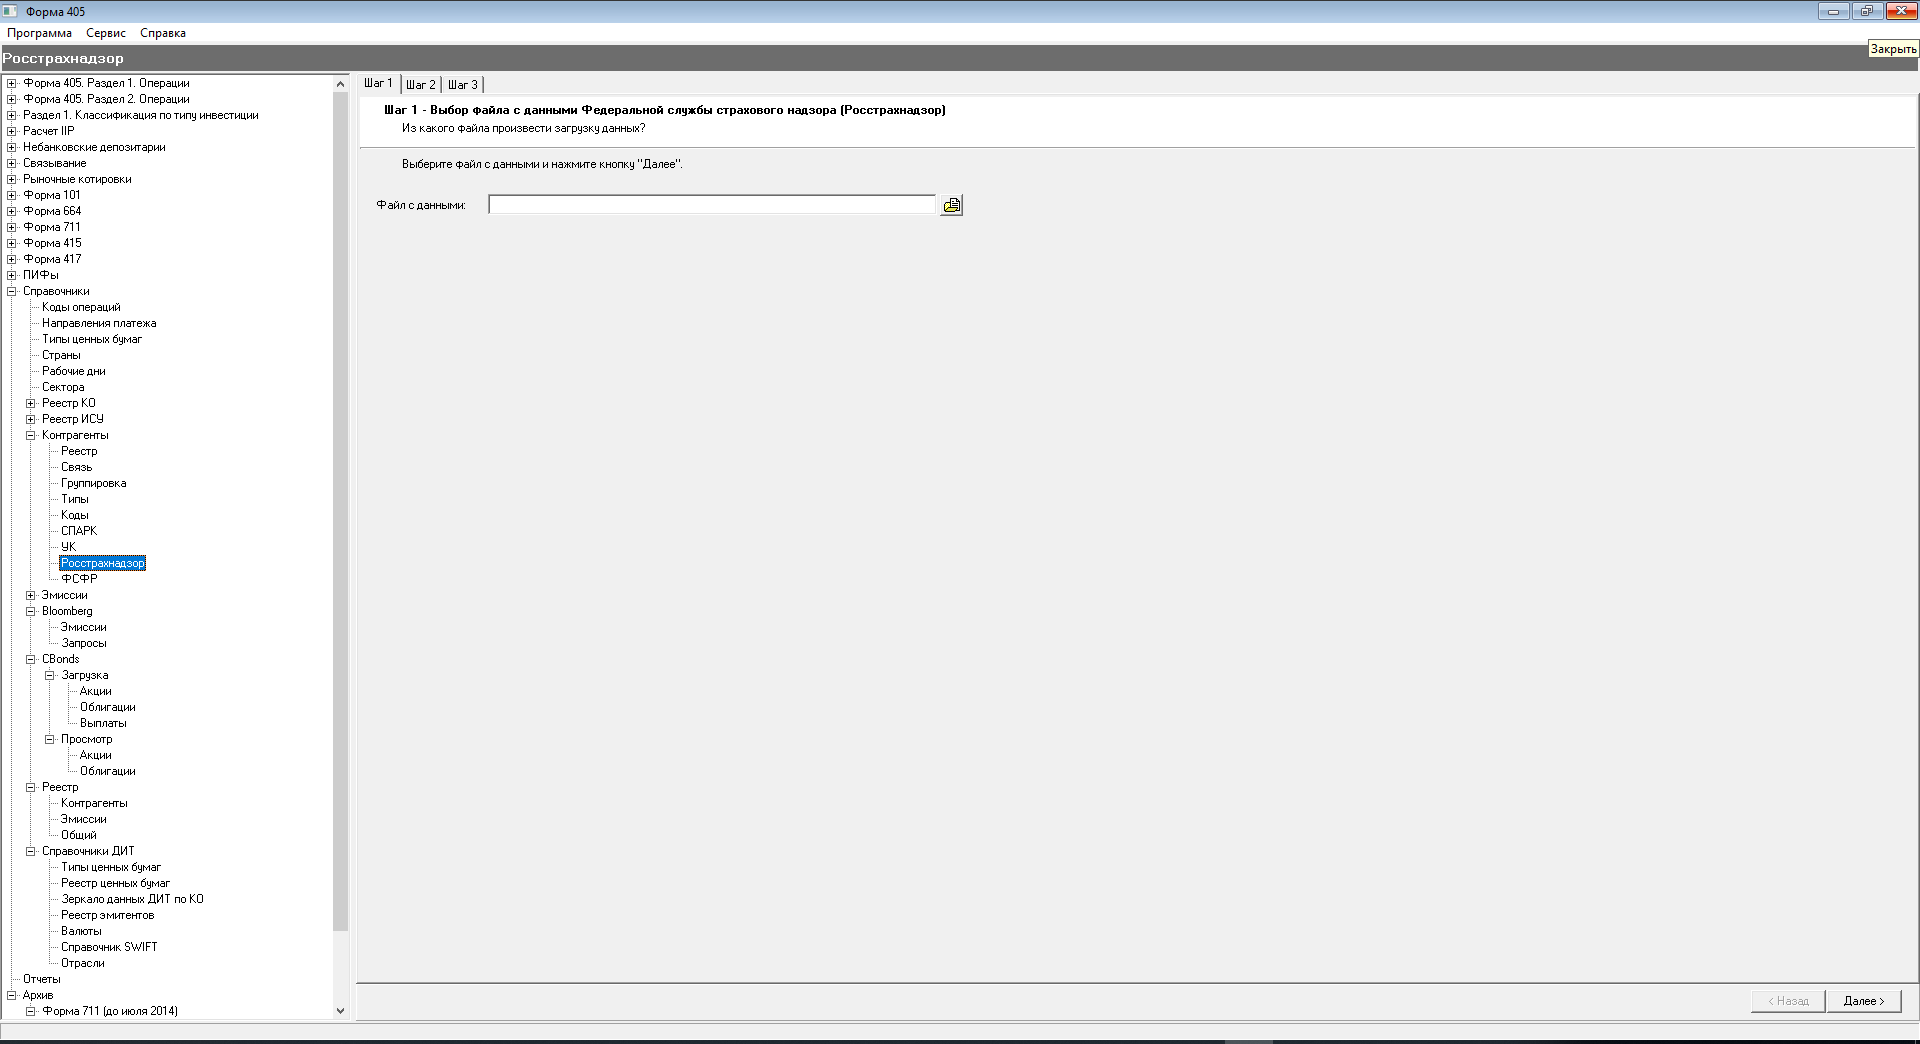 Форма 405
Программа Сервис Справка
Закрыть
Росстрахнадзор
Форма 405. Раздел 1. Операции
Форма 405. Раздел 2. Операции
Раздел 1. Классификация по типу инвестиции
Расчет IIP
Небанковские депозитарии
Связывание
Рыночные котировки
Форма 101
Форма 664
Форма 711
Форма 415
Форма 417
ПИФы
Справочники
Коды операций
Направления платежа
Типы ценных бумаг
Страны
Рабочие дни
Сектора
Реестр КО
Реестр ИСУ
Контрагенты
Реестр
Связь
Группировка
Типы
Коды
СПАРК
УК
Росстрахнадзор
ФСФР
Эмиссии
Bloomberg
Эмиссии
Запросы
CBonds
Загрузка
Акции
Облигации
Выплаты
Просмотр
Акции
Облигации
Реестр
Контрагенты
Эмиссии
Общий
Справочники ДИТ
Типы ценных бумаг
Реестр ценных бумаг
Зеркало данных ДИТ по КО
Реестр эмитентов
Валюты
Справочник SWIFT
Отрасли
Отчеты
Архив
Форма 711 (до июля 2014)
Шаг 1 Шаг 2 Шаг 3
Шаг 1 - Выбор файла с данными Федеральной службы страхового надзора (Росстрахнадзор)
Из какого файла произвести загрузку данных?
Выберите файл с данными и нажмите кнопку "Далее".
Файл с данными:
< Назад Далее >